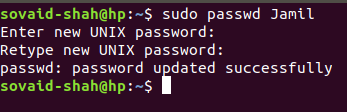 sovaid-shah@hp:~$ sudo passwd Jamil
Enter new UNIX password:
Retype new UNIX password:
passwd: password updated successfully
sovaid-shah@hp:~$